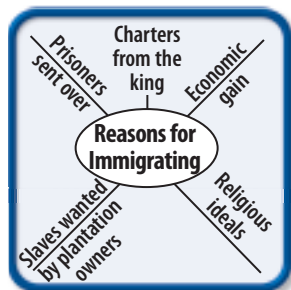 Charters
from the
king
Prisoners
sent over
Economic
gain
Reasons for
Immigrating
Slaves wanted
by plantation
owners
Religious
ideals